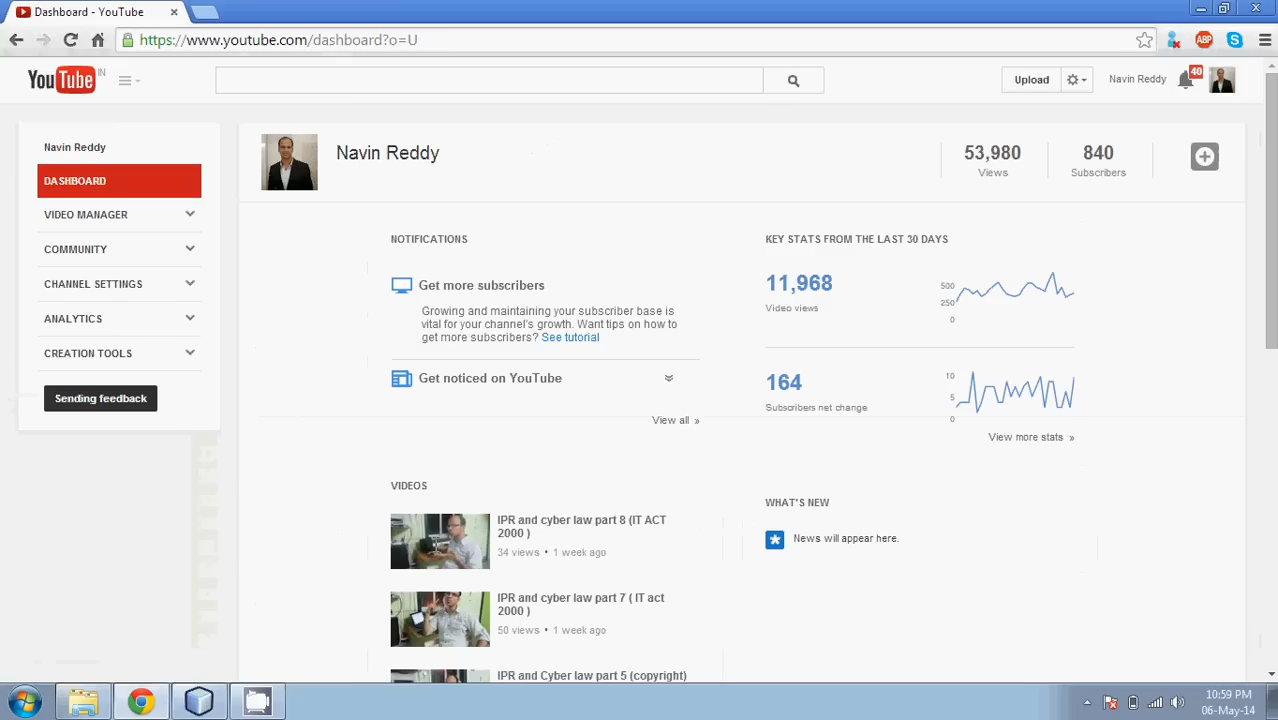 Dashboard - YouTube
https://www.youtube.com/dashboard?o=U
ABP
YouTube IN
Upload
Navin Reddy
40
Navin Reddy
DASHBOARD
VIDEO MANAGER
COMMUNITY
CHANNEL SETTINGS
ANALYTICS
CREATION TOOLS
Sending feedback
Navin Reddy
53,980
Views
840
Subscribers
NOTIFICATIONS
Get more subscribers
Growing and maintaining your subscriber base is
vital for your channel's growth. Want tips on how to
get more subscribers? See tutorial
Get noticed on YouTube
View all »
KEY STATS FROM THE LAST 30 DAYS
11,968
Video views
500
250
0
164
Subscribers net change
10
5
0
View more stats »
VIDEOS
IPR and cyber law part 8 (IT ACT
2000 )
34 views • 1 week ago
IPR and cyber law part 7 ( IT act
2000 )
50 views • 1 week ago
IPR and Cyber law part 5 (copyright)
WHAT'S NEW
News will appear here.
10:59 PM
06-May-14